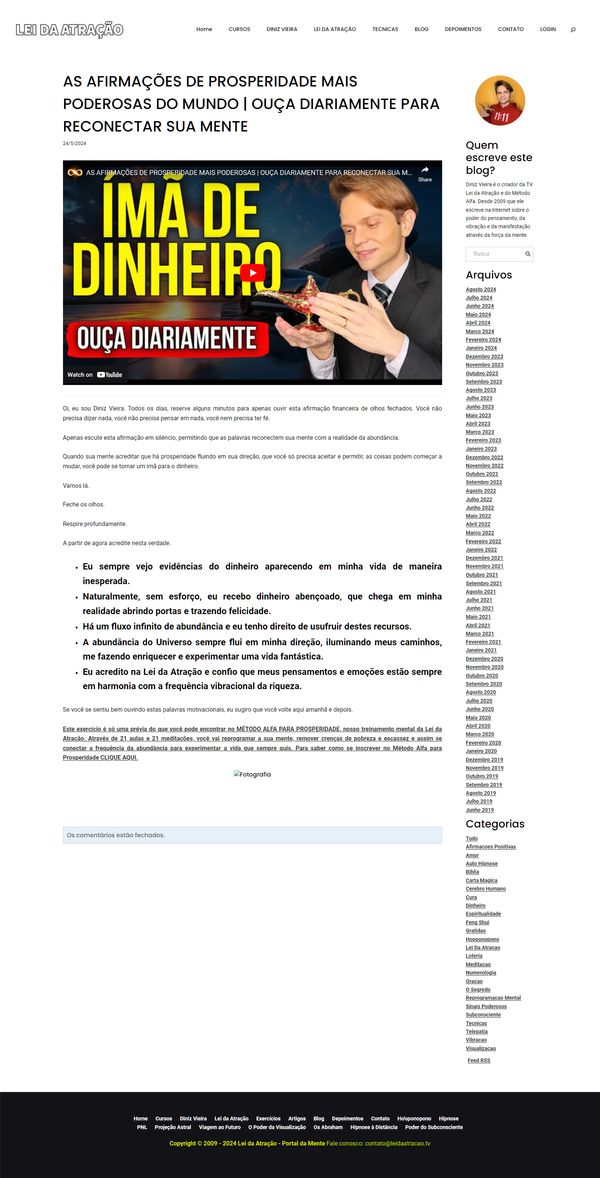 LEI DA ATRAÇÃO
Home CURSOS DINIZ VIEIRA LEI DA ATRAÇÃO TECNICAS BLOG DEPOIMENTOS CONTATO LOGIN
AS AFIRMAÇÕES DE PROSPERIDADE MAIS
PODEROSAS DO MUNDO | OUÇA DIARIAMENTE PARA
RECONECTAR SUA MENTE
24/5/2024
AS AFIRMAÇÕES DE PROSPERIDADE MAIS PODEROSAS | OUÇA DIARIAMENTE PARA RECONECTAR SUA M...
Share
ÍMÃ DE
DINHEIRO
OUÇA DIARIAMENTE
Watch on YouTube
Oi, eu sou Diniz Vieira. Todos os dias, reserve alguns minutos para apenas ouvir esta afirmação financeira de olhos fechados. Você não
precisa dizer nada, você não precisa pensar em nada, você nem precisa ter fé.
Apenas escute esta afirmação em silêncio, permitindo que as palavras reconectem sua mente com a realidade da abundância.
Quando sua mente acreditar que há prosperidade fluindo em sua direção, que você só precisa aceitar e permitir, as coisas podem começar a
mudar, você pode se tornar um imã para o dinheiro.
Vamos lá.
Feche os olhos.
Respire profundamente.
A partir de agora acredite nesta verdade.
• Eu sempre vejo evidências do dinheiro aparecendo em minha vida de maneira
inesperada.
• Naturalmente, sem esforço, eu recebo dinheiro abençoado, que chega em minha
realidade abrindo portas e trazendo felicidade.
• Há um fluxo infinito de abundância e eu tenho direito de usufruir destes recursos.
• A abundância do Universo sempre flui em minha direção, iluminando meus caminhos,
me fazendo enriquecer e experimentar uma vida fantástica.
• Eu acredito na Lei da Atração e confio que meus pensamentos e emoções estão sempre
em harmonia com a frequência vibracional da riqueza.
Se você se sentiu bem ouvindo estas palavras motivacionais, eu sugiro que você volte aqui amanhã e depois.
Este exercício é só uma prévia do que você pode encontrar no MÉTODO ALFA PARA PROSPERIDADE, nosso treinamento mental da Lei da
Atração. Através de 21 aulas e 21 meditações, você vai reprogramar a sua mente, remover crenças de pobreza e escassez e assim se
conectar a frequência da abundância para experimentar a vida que sempre quis. Para saber como se inscrever no Método Alfa para
Prosperidade CLIQUE AQUI.
Fotografia
Os comentários estão fechados.
11:11
Quem
escreve este
blog?
Diniz Vieira é o criador da TV
Lei da Atração e do Método
Alfa. Desde 2009 que ele
escreve na Internet sobre o
poder do pensamento, da
vibração e da manifestação
através da força da mente.
Busca
Arquivos
Agosto 2024
Julho 2024
Junho 2024
Maio 2024
Abril 2024
Março 2024
Fevereiro 2024
Janeiro 2024
Dezembro 2023
Novembro 2023
Outubro 2023
Setembro 2023
Agosto 2023
Julho 2023
Junho 2023
Maio 2023
Abril 2023
Março 2023
Fevereiro 2023
Janeiro 2023
Dezembro 2022
Novembro 2022
Outubro 2022
Setembro 2022
Agosto 2022
Julho 2022
Junho 2022
Maio 2022
Abril 2022
Março 2022
Fevereiro 2022
Janeiro 2022
Dezembro 2021
Novembro 2021
Outubro 2021
Setembro 2021
Agosto 2021
Julho 2021
Junho 2021
Maio 2021
Abril 2021
Março 2021
Fevereiro 2021
Janeiro 2021
Dezembro 2020
Novembro 2020
Outubro 2020
Setembro 2020
Agosto 2020
Julho 2020
Junho 2020
Maio 2020
Abril 2020
Março 2020
Fevereiro 2020
Janeiro 2020
Dezembro 2019
Novembro 2019
Outubro 2019
Setembro 2019
Agosto 2019
Julho 2019
Junho 2019
Categorias
Tudo
Afirmacoes Positivas
Amor
Auto Hipnose
Biblia
Carta Magica
Cerebro Humano
Cura
Dinheiro
Espiritualidade
Feng Shui
Gratidao
Hooponopono
Lei Da Atracao
Loteria
Meditacao
Numerologia
Oracao
O Segredo
Reprogramacao Mental
Sinais Poderosos
Subconsciente
Tecnicas
Telepatia
Vibracao
Visualizacao
Feed RSS
Home Cursos Diniz Vieira Lei da Atração Exercícios Artigos Blog Depoimentos Contato Ho'oponopono Hipnose
PNL Projeção Astral Viagem ao Futuro O Poder da Visualização Os Abraham Hipnose à Distância Poder do Subconsciente
Copyright © 2009 - 2024 Lei da Atração - Portal da Mente Fale conosco: contato@leidaatracao.tv